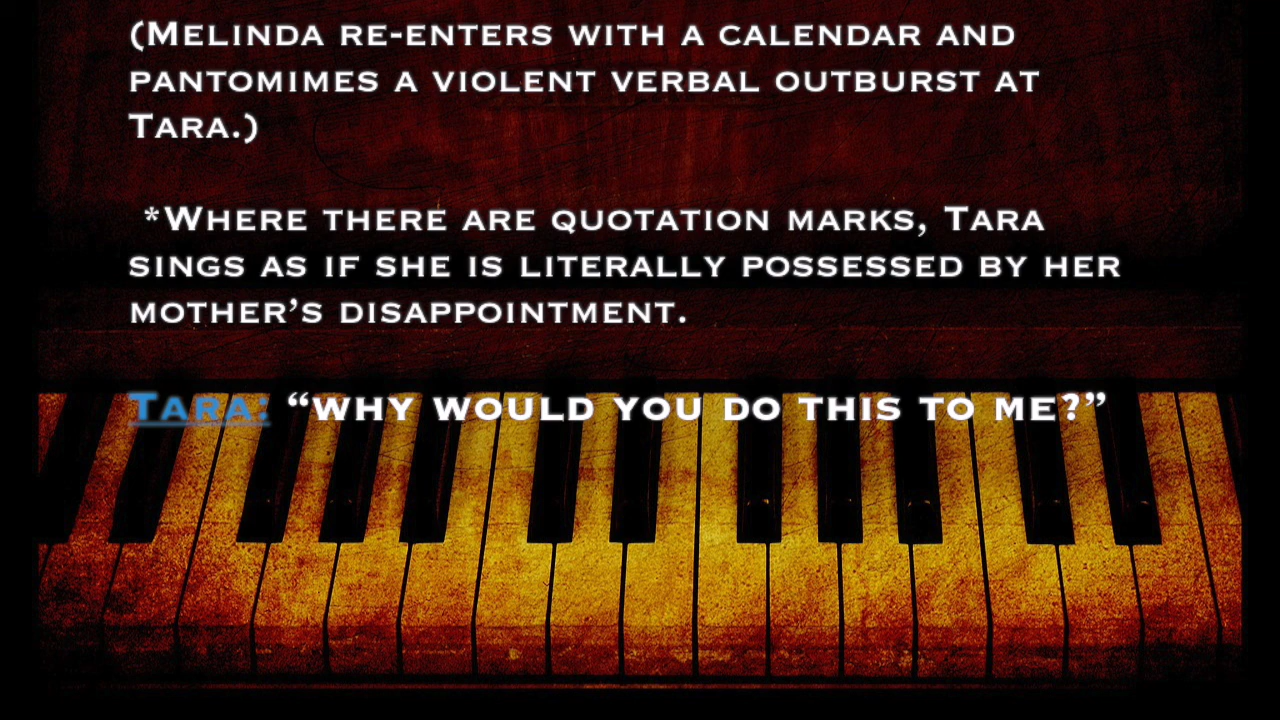 (Melinda re-enters with a calendar and
pantomimes a violent verbal outburst at
Tara.)
*Where there are quotation marks, Tara
sings as if she is literally possessed by her
mother’s disappointment.
Tara: “why would you do this to me?”